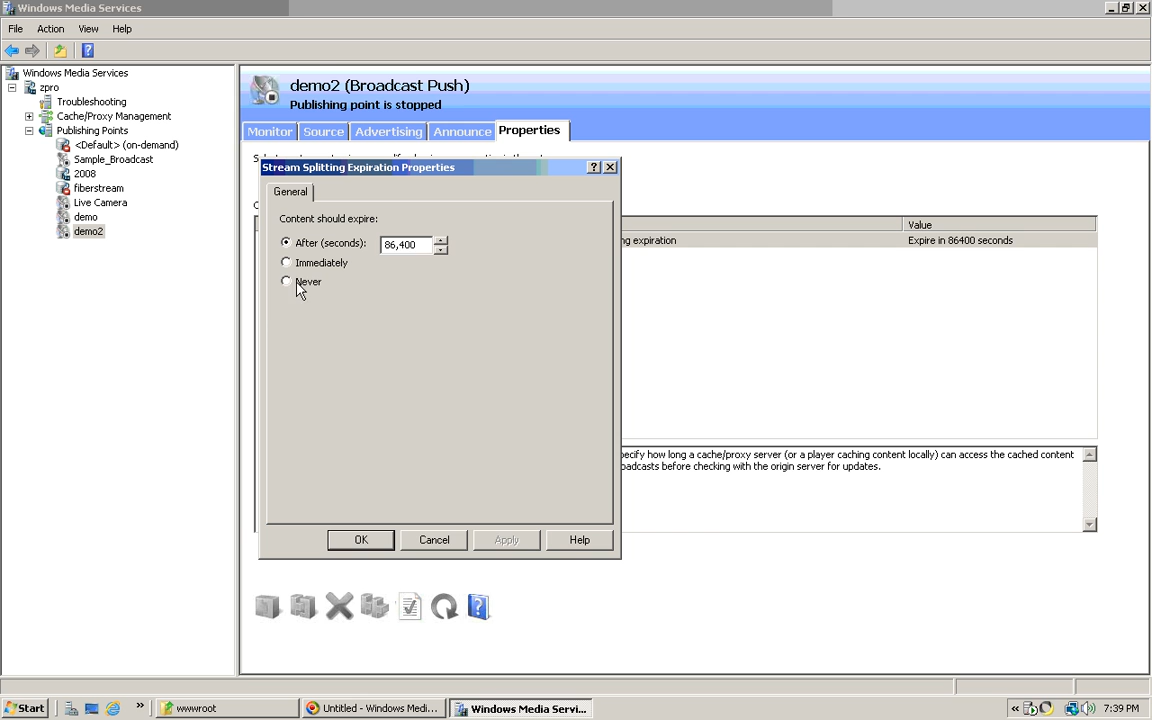 Windows Media Services
File Action View Help
Windows Media Services
zpro
Troubleshooting
Cache/Proxy Management
Publishing Points
<Default> (on-demand)
Sample_Broadcast
2008
fiberstream
Live Camera
demo
demo2
demo2 (Broadcast Push)
Publishing point is stopped
Monitor Source Advertising Announce Properties
Stream Splitting Expiration Properties
General
Content should expire:
After (seconds): 86,400
Immediately
Never
OK Cancel Apply Help
Value
g expiration Expire in 86400 seconds
pecify how long a cache/proxy server (or a player caching content locally) can access the cached content
oadcasts before checking with the origin server for updates.
Start » wwwroot Untitled - Windows Medi... Windows Media Servi... « 7:39 PM